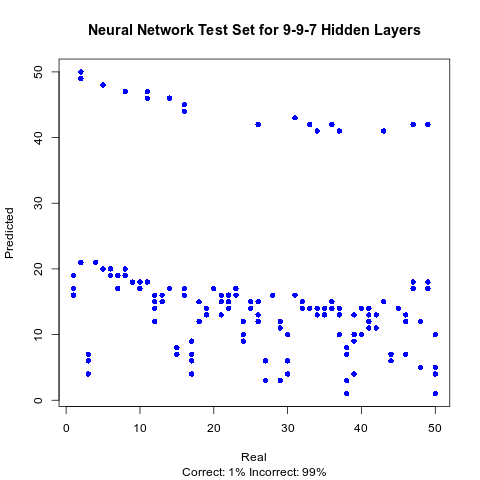 Neural Network Test Set for 9-9-7 Hidden Layers
Predicted
50
40
30
20
10
0
0 10 20 30 40 50
Real
Correct: 1% Incorrect: 99%